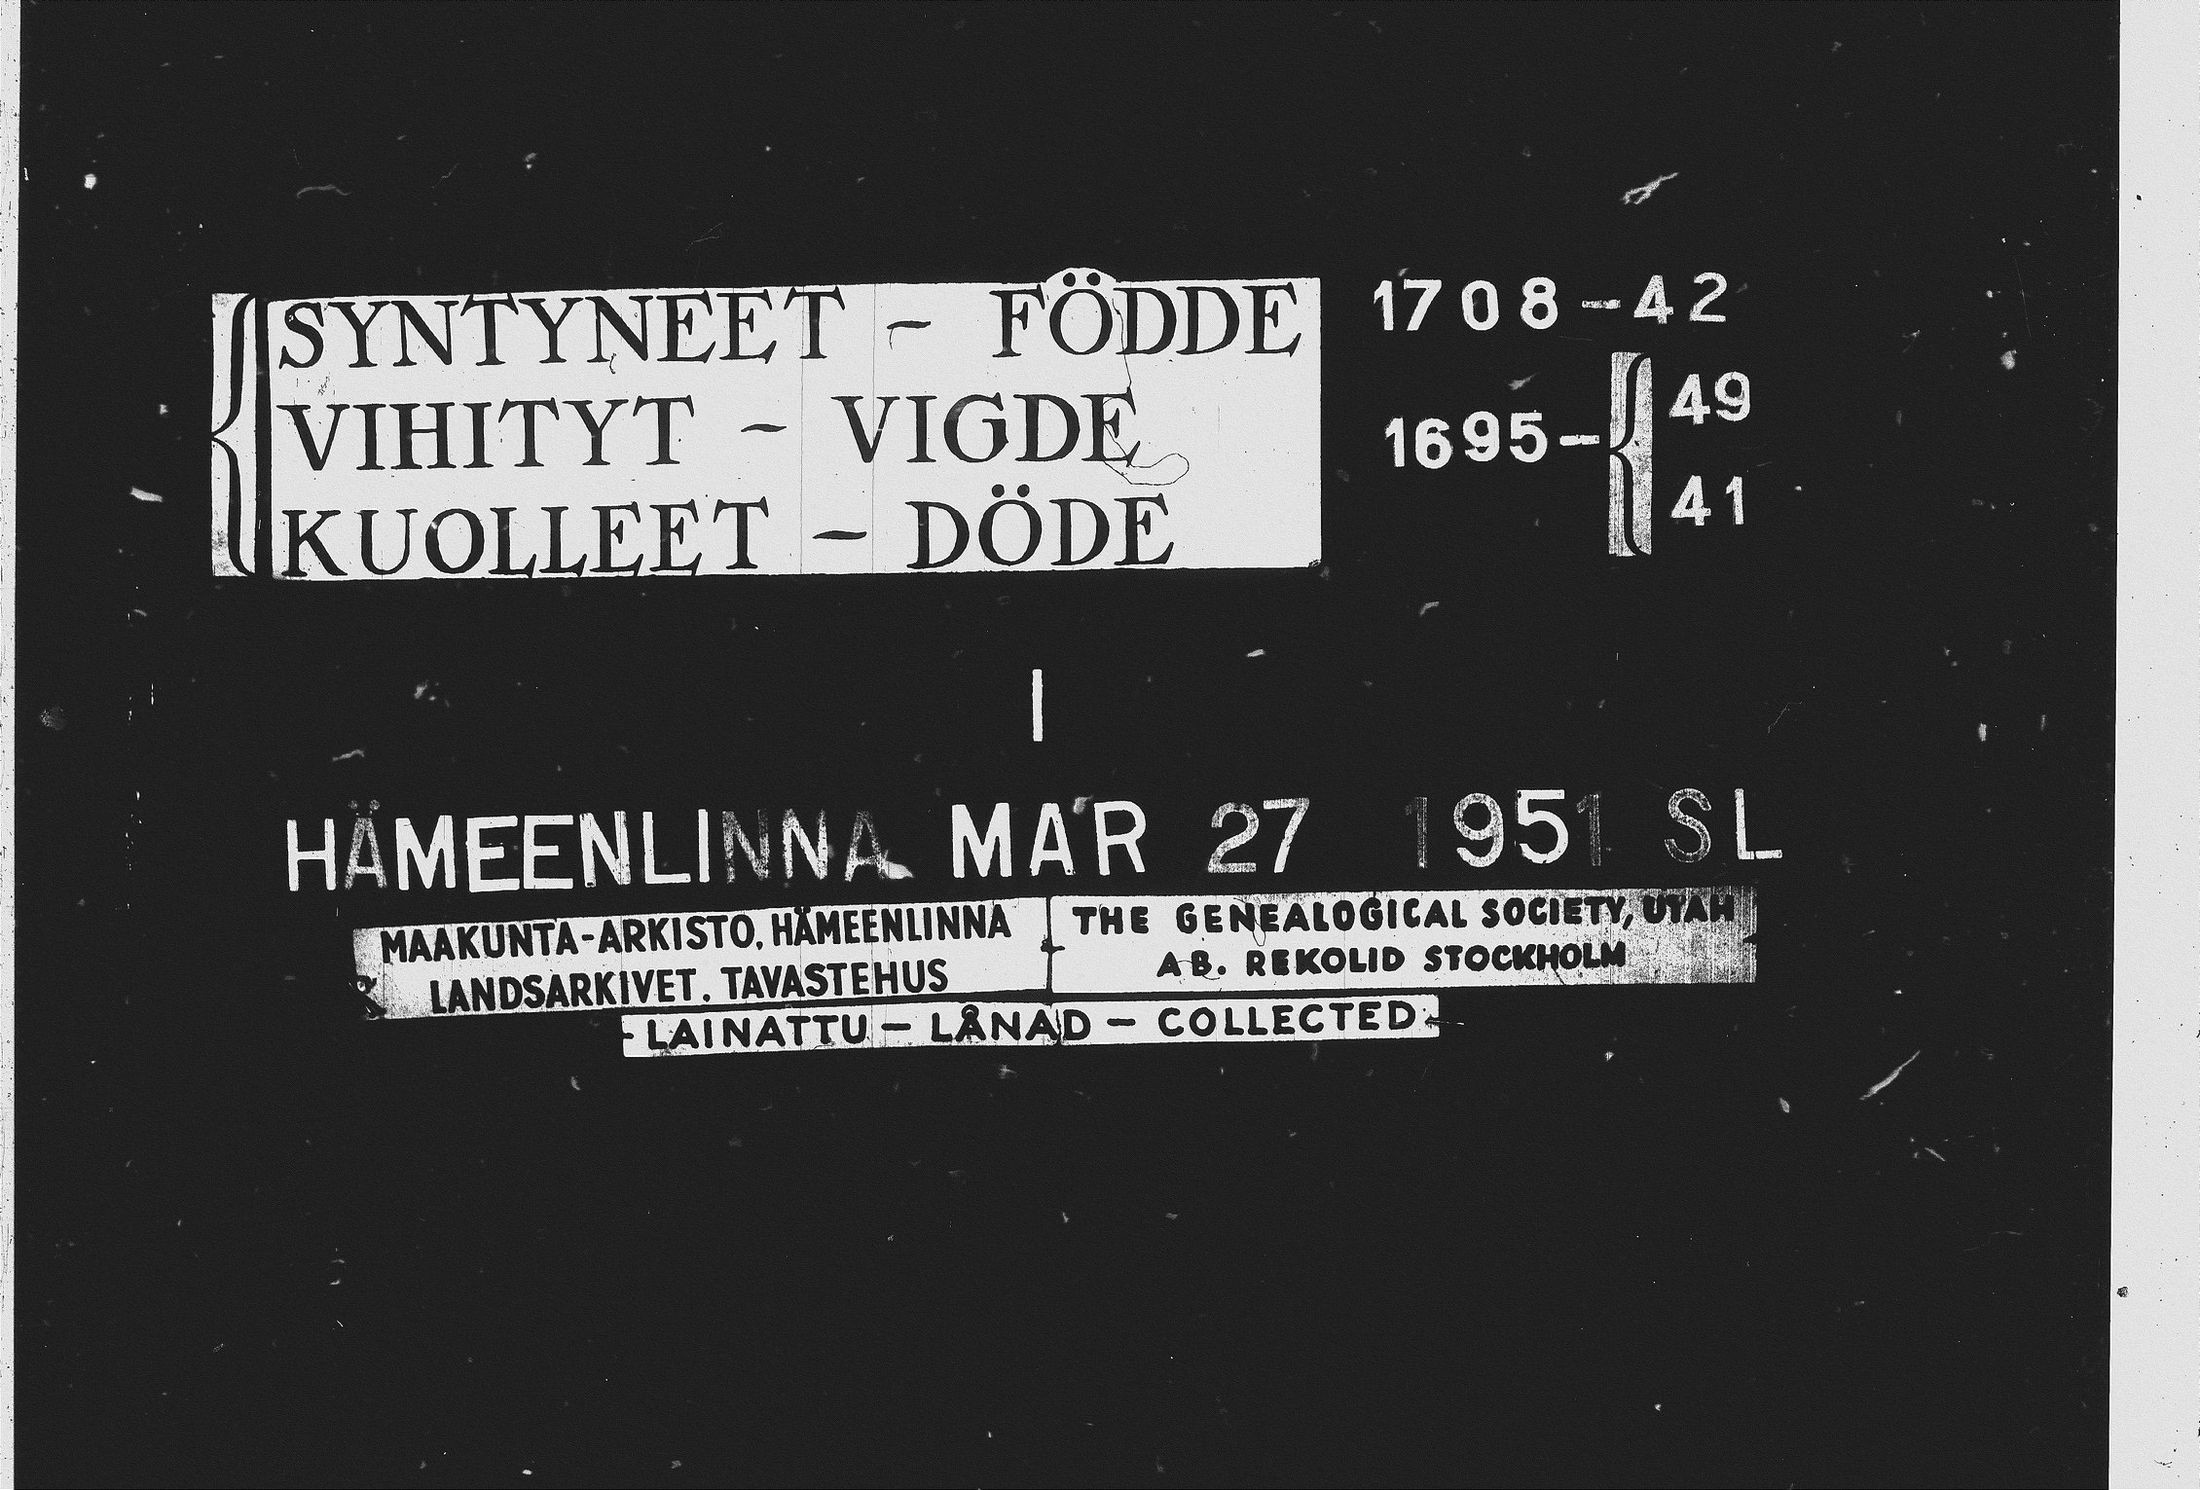 SYNTYNEET - FÖDDE 1708-42
VIHITYT - VIGDE 1695- 49
KUOLLEET - DÖDE 41
I
HÄMEENLINNA MAR 27 1951 SL
MAAKUNTA-ARKISTO, HÄMEENLINNA
LANDSARKIVET. TAVASTEHUS
THE GENEALOGICAL SOCIETY, UTAH
AB. REKOLID STOCKHOLM
LAINATTU - LÅNAD - COLLECTED